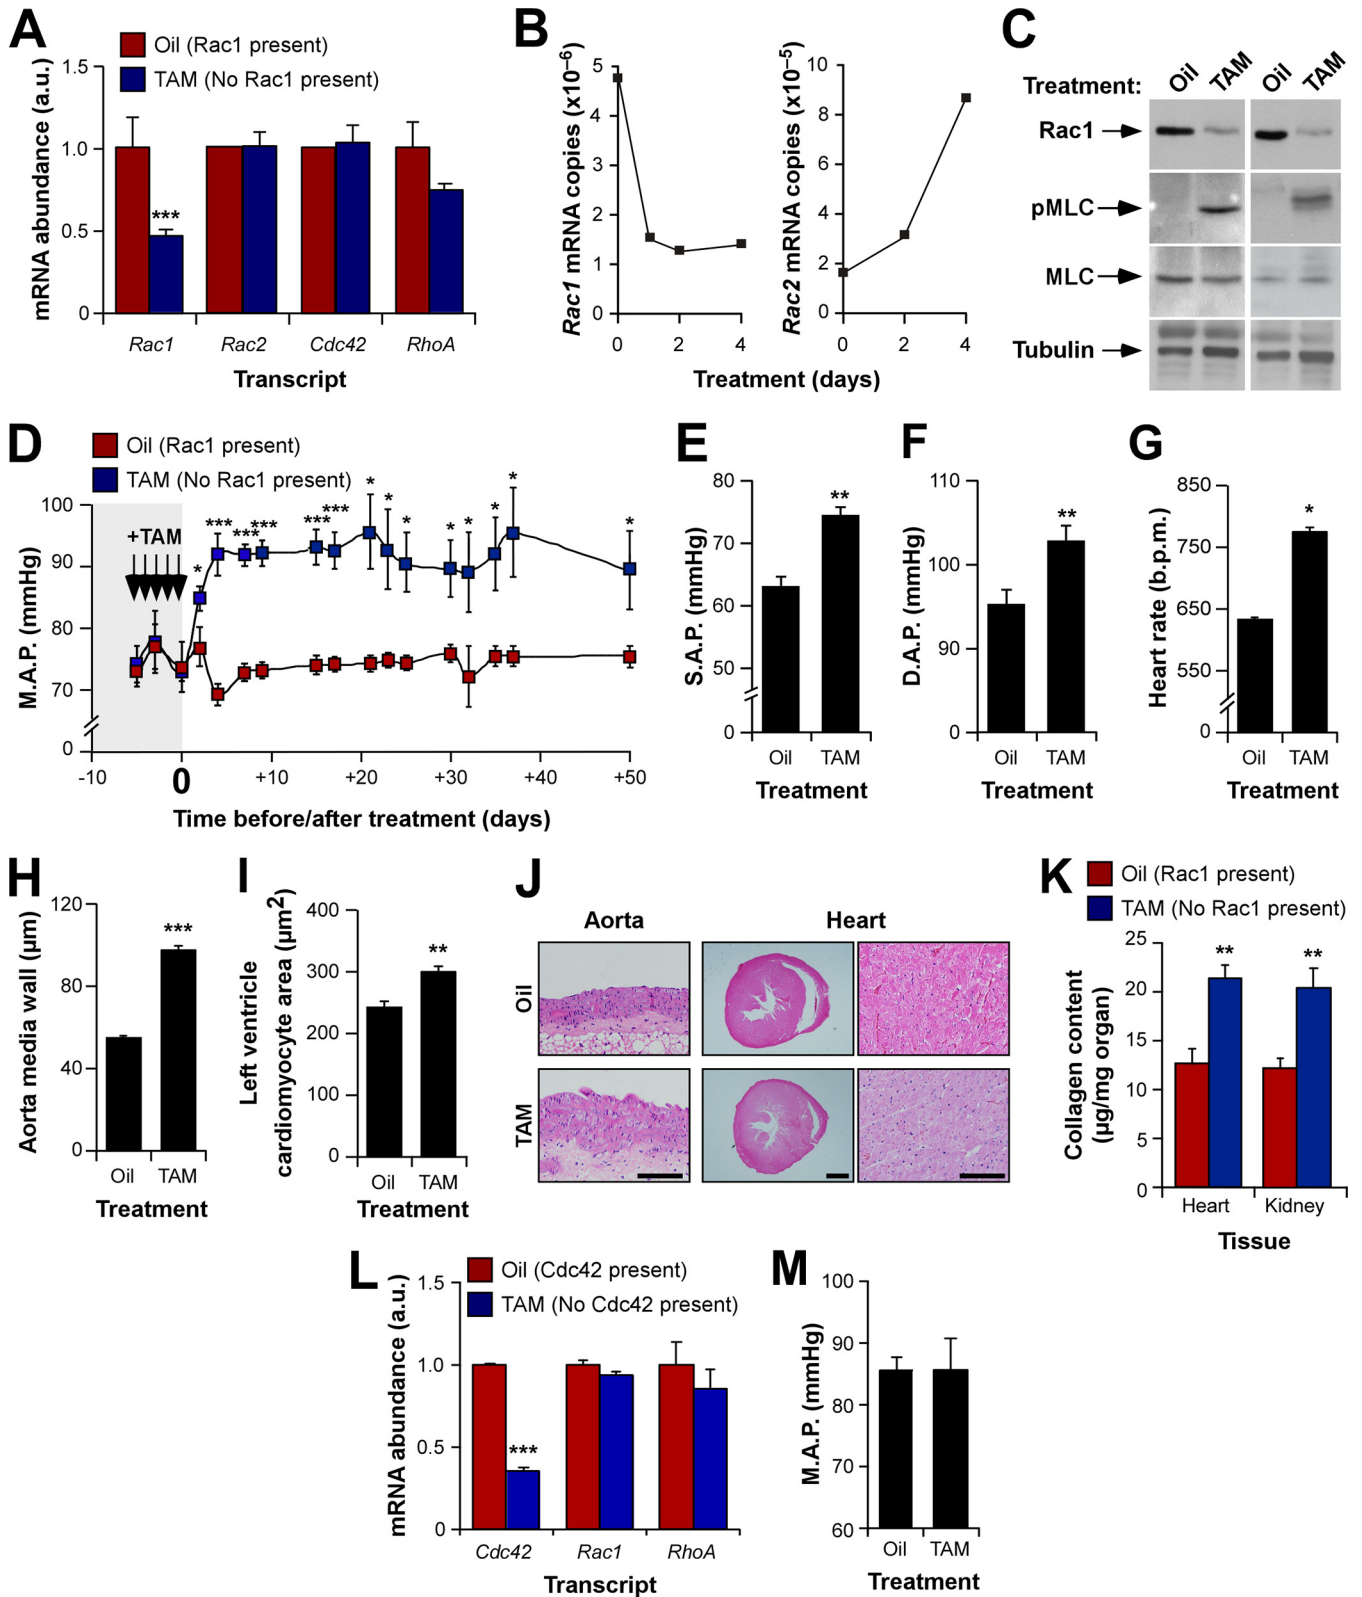 A
Oil (Rac1 present)
TAM (No Rac1 present)
mRNA abundance (a.u.)
1.5
1.0
0.5
0
***
Rac1
Rac2
Cdc42
RhoA
Transcript
B
Rac1 mRNA copies (x10–6)
5
4
3
2
1
0
0
2
4
Rac2 mRNA copies (x10–5)
10
8
6
4
2
0
0
2
4
Treatment (days)
C
Treatment:
Oil
TAM
Oil
TAM
Rac1
pMLC
MLC
Tubulin
D
Oil (Rac1 present)
TAM (No Rac1 present)
M.A.P. (mmHg)
100
90
80
70
0
+TAM
*
***
***
***
***
***
*
*
*
*
*
*
*
*
-10
0
+10
+20
+30
+40
+50
Time before/after treatment (days)
E
S.A.P. (mmHg)
80
70
60
50
0
**
Oil
TAM
Treatment
F
D.A.P. (mmHg)
110
100
90
0
**
Oil
TAM
Treatment
G
Heart rate (b.p.m.)
850
750
650
550
0
*
Oil
TAM
Treatment
H
Aorta media wall (μm)
120
80
40
0
***
Oil
TAM
Treatment
I
Left ventricle
cardiomyocyte area (μm2)
400
300
200
100
0
**
Oil
TAM
Treatment
J
Aorta
Heart
Oil
TAM
K
Oil (Rac1 present)
TAM (No Rac1 present)
Collagen content
(μg/mg organ)
25
20
15
10
5
0
**
**
Heart
Kidney
Tissue
L
Oil (Cdc42 present)
TAM (No Cdc42 present)
mRNA abundance (a.u.)
1.5
1.0
0.5
0
***
Cdc42
Rac1
RhoA
Transcript
M
M.A.P. (mmHg)
100
90
80
70
60
Oil
TAM
Treatment